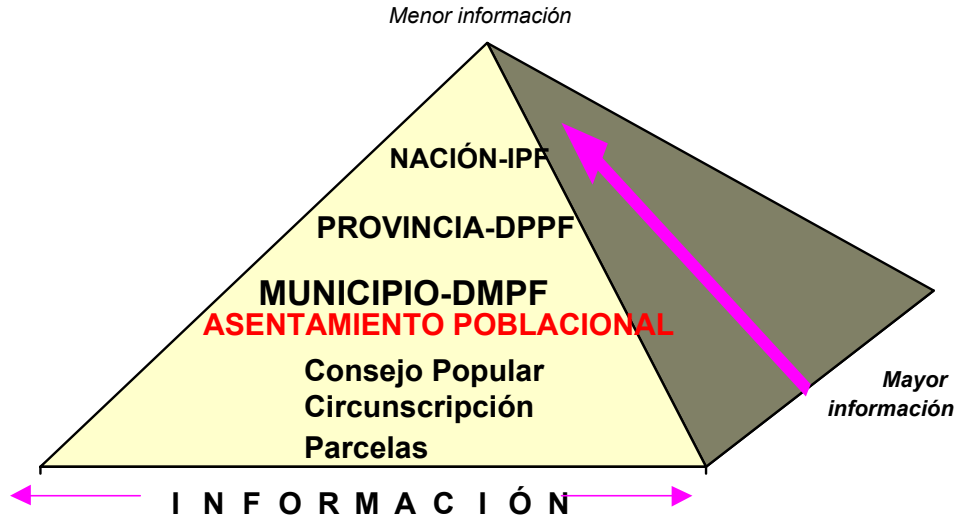 Menor información
NACIÓN-IPF
PROVINCIA-DPPF
MUNICIPIO-DMPF
ASENTAMIENTO POBLACIONAL
Consejo Popular
Circunscripción
Parcelas
Mayor
información
I N F O R M A C I Ó N